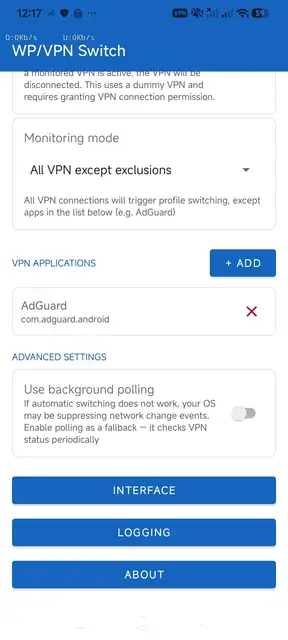 12:17
VPN
59
D:0Kb/s U:0Kb/s
WP/VPN Switch
a monitored VPN is active, the VPN will be
disconnected. This uses a dummy VPN and
requires granting VPN connection permission.
Monitoring mode
All VPN except exclusions
All VPN connections will trigger profile switching, except
apps in the list below (e.g. AdGuard)
VPN APPLICATIONS
+ ADD
AdGuard
com.adguard.android
ADVANCED SETTINGS
Use background polling
If automatic switching does not work, your OS
may be suppressing network change events.
Enable polling as a fallback — it checks VPN
status periodically
INTERFACE
LOGGING
ABOUT